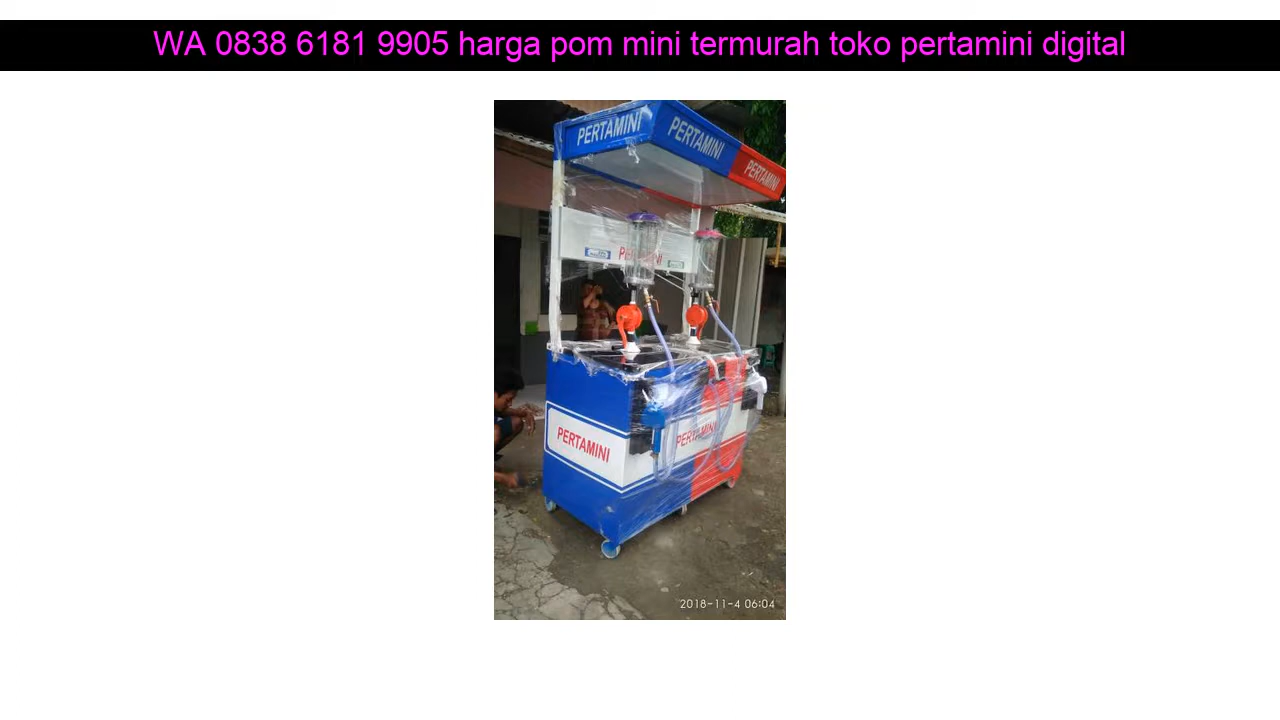 WA 0838 6181 9905 harga pom mini termurah toko pertamini digital
PERTAMINI
PERTAMINI
PERTAMINI
PERTAMINI
PERTAMINI
2018-11-4 06:04